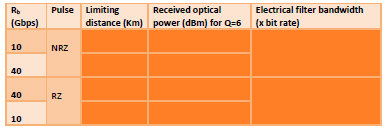 Rb Pulse Limiting Received optical Electrical filter bandwidth
(Gbps) distance (Km) power (dBm) for Q=6 (x bit rate)
10 NRZ
40
40 RZ
10